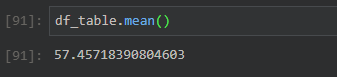 [91]: df_table.mean()
[91]: 57.45718390804603